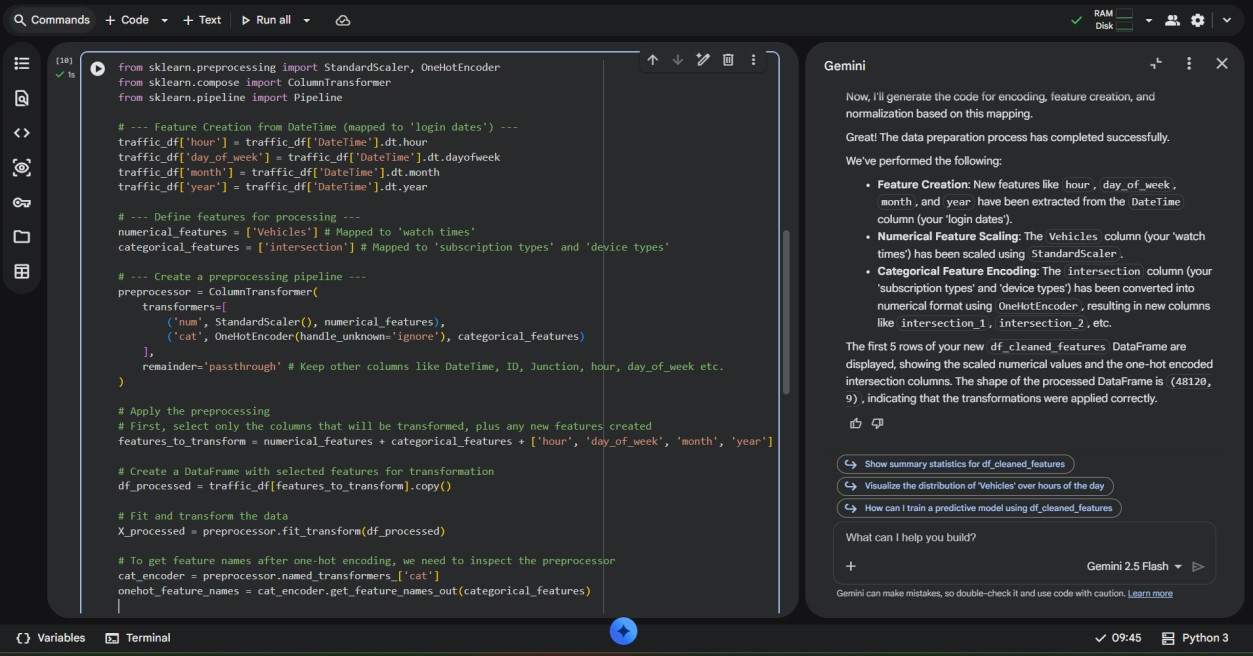 Commands
+ Code
+ Text
Run all
RAM
Disk
[10]
1s
from sklearn.preprocessing import StandardScaler, OneHotEncoder
from sklearn.compose import ColumnTransformer
from sklearn.pipeline import Pipeline
# --- Feature Creation from DateTime (mapped to 'login dates') ---
traffic_df['hour'] = traffic_df['DateTime'].dt.hour
traffic_df['day_of_week'] = traffic_df['DateTime'].dt.dayofweek
traffic_df['month'] = traffic_df['DateTime'].dt.month
traffic_df['year'] = traffic_df['DateTime'].dt.year
# --- Define features for processing ---
numerical_features = ['Vehicles'] # Mapped to 'watch times'
categorical_features = ['intersection'] # Mapped to 'subscription types' and 'device types'
# --- Create a preprocessing pipeline ---
preprocessor = ColumnTransformer(
transformers=[
('num', StandardScaler(), numerical_features),
('cat', OneHotEncoder(handle_unknown='ignore'), categorical_features)
],
remainder='passthrough' # Keep other columns like DateTime, ID, Junction, hour, day_of_week etc.
)
# Apply the preprocessing
# First, select only the columns that will be transformed, plus any new features created
features_to_transform = numerical_features + categorical_features + ['hour', 'day_of_week', 'month', 'year']
# Create a DataFrame with selected features for transformation
df_processed = traffic_df[features_to_transform].copy()
# Fit and transform the data
X_processed = preprocessor.fit_transform(df_processed)
# To get feature names after one-hot encoding, we need to inspect the preprocessor
cat_encoder = preprocessor.named_transformers_['cat']
onehot_feature_names = cat_encoder.get_feature_names_out(categorical_features)
Gemini
Now, i'll generate the code for encoding, feature creation, and
normalization based on this mapping.
Great! The data preparation process has completed successfully.
We've performed the following:
• Feature Creation: New features like hour, day_of_week,
month, and year have been extracted from the DateTime
column (your 'login dates').
• Numerical Feature Scaling: The Vehicles column (your 'watch
times') has been scaled using StandardScaler.
• Categorical Feature Encoding: The intersection column (your
'subscription types' and 'device types') has been converted into
numerical format using OneHotEncoder, resulting in new columns
like intersection_1, intersection_2, etc.
The first 5 rows of your new df_cleaned_features DataFrame are
displayed, showing the scaled numerical values and the one-hot encoded
intersection columns. The shape of the processed DataFrame is (48120,
9), indicating that the transformations were applied correctly.
Show summary statistics for df_cleaned_features
Visualize the distribution of 'Vehicles' over hours of the day
How can I train a predictive model using df_cleaned_features
What can I help you build?
+
Gemini 2.5 Flash
Gemini can make mistakes, so double-check it and use code with caution. Learn more
{} Variables
Terminal
09:45
Python 3